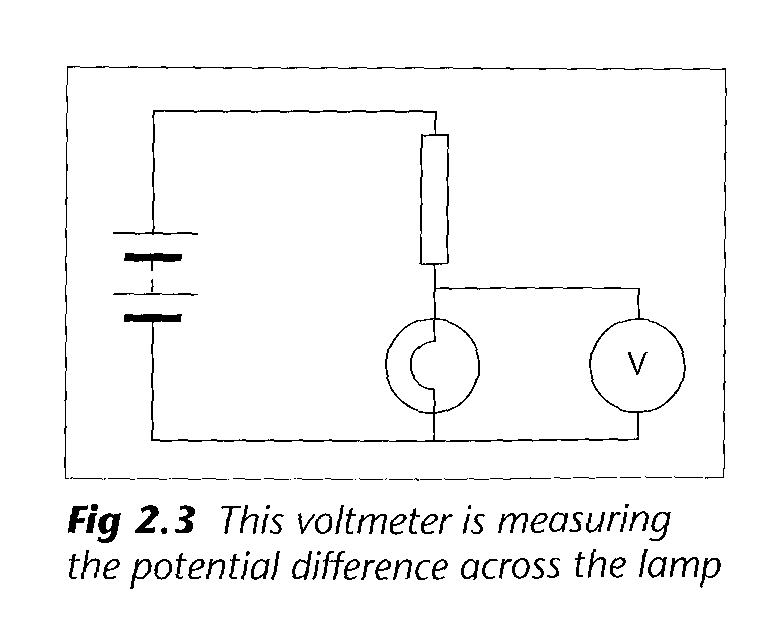 V
Fig 2.3 This voltmeter is measuring
the potential difference across the lamp